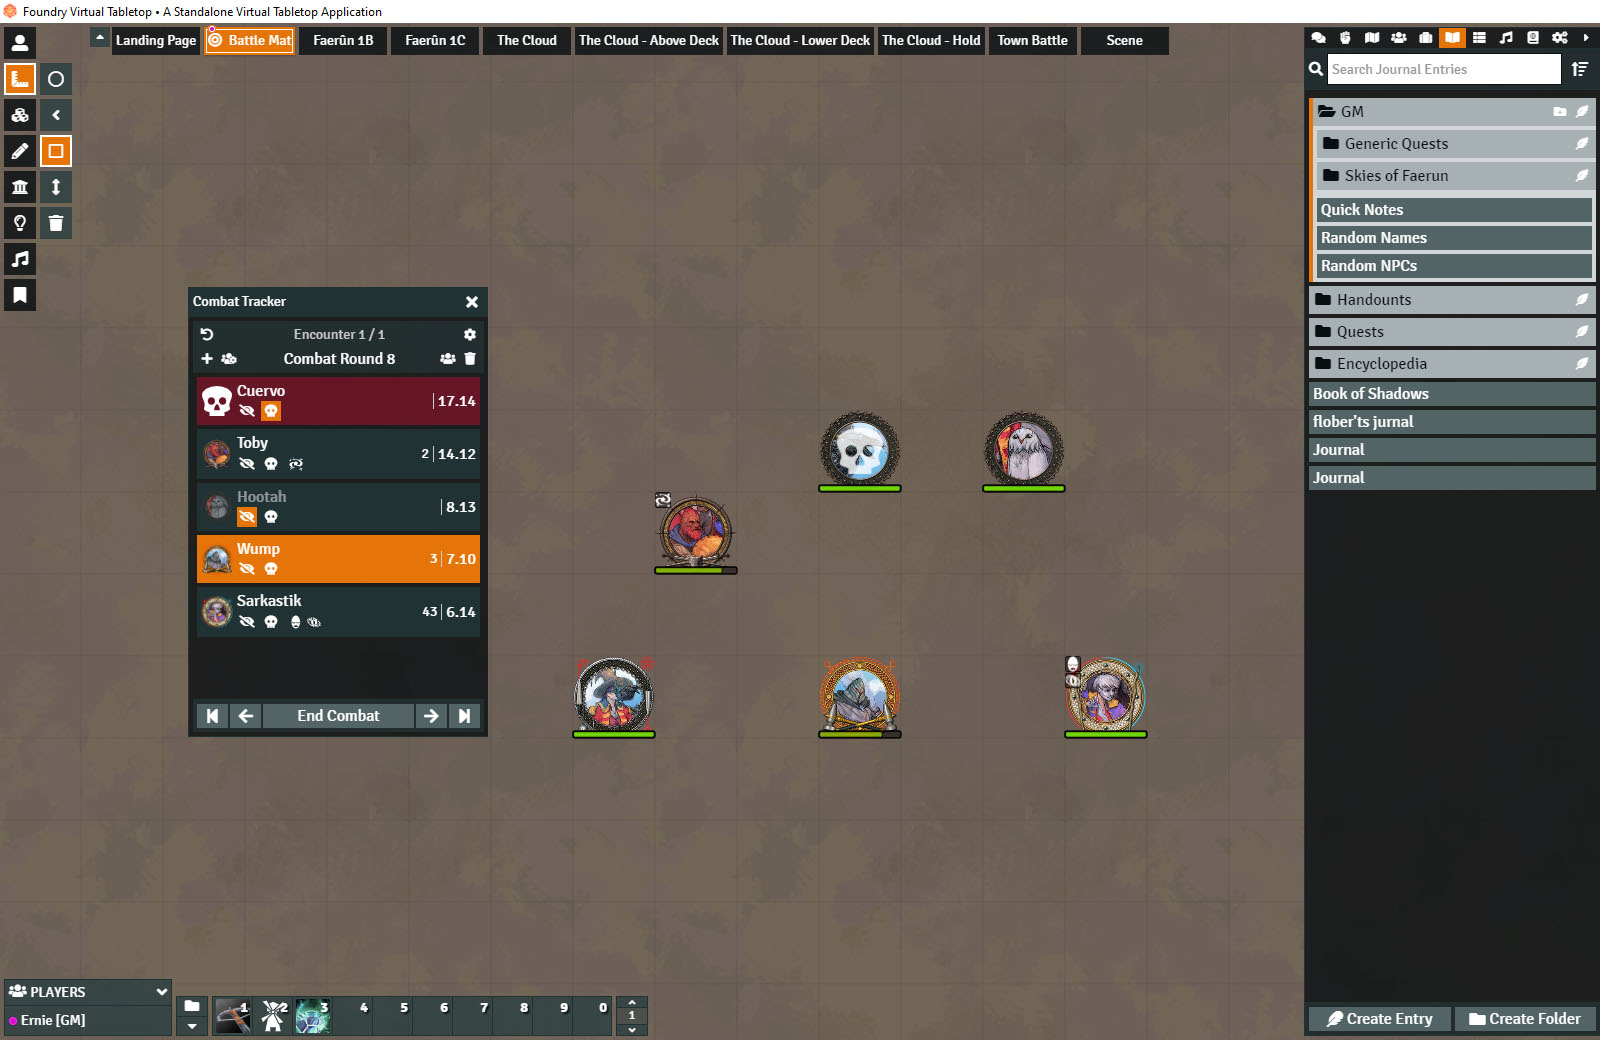 Foundry Virtual Tabletop • A Standalone Virtual Tabletop Application
Landing Page
Battle Mat
Faerûn 1B
Faerûn 1C
The Cloud
The Cloud - Above Deck
The Cloud - Lower Deck
The Cloud - Hold
Town Battle
Scene
Search Journal Entries
GM
Generic Quests
Skies of Faerun
Quick Notes
Random Names
Random NPCs
Handounts
Quests
Encyclopedia
Book of Shadows
flober'ts jurnal
Journal
Journal
Create Entry
Create Folder
Combat Tracker
Encounter 1 / 1
Combat Round 8
Cuervo
17.14
Toby
2 14.12
Hootah
8.13
Wump
3 7.10
Sarkastik
43 6.14
End Combat
PLAYERS
Ernie [GM]
1 2 3 4 5 6 7 8 9 0
1